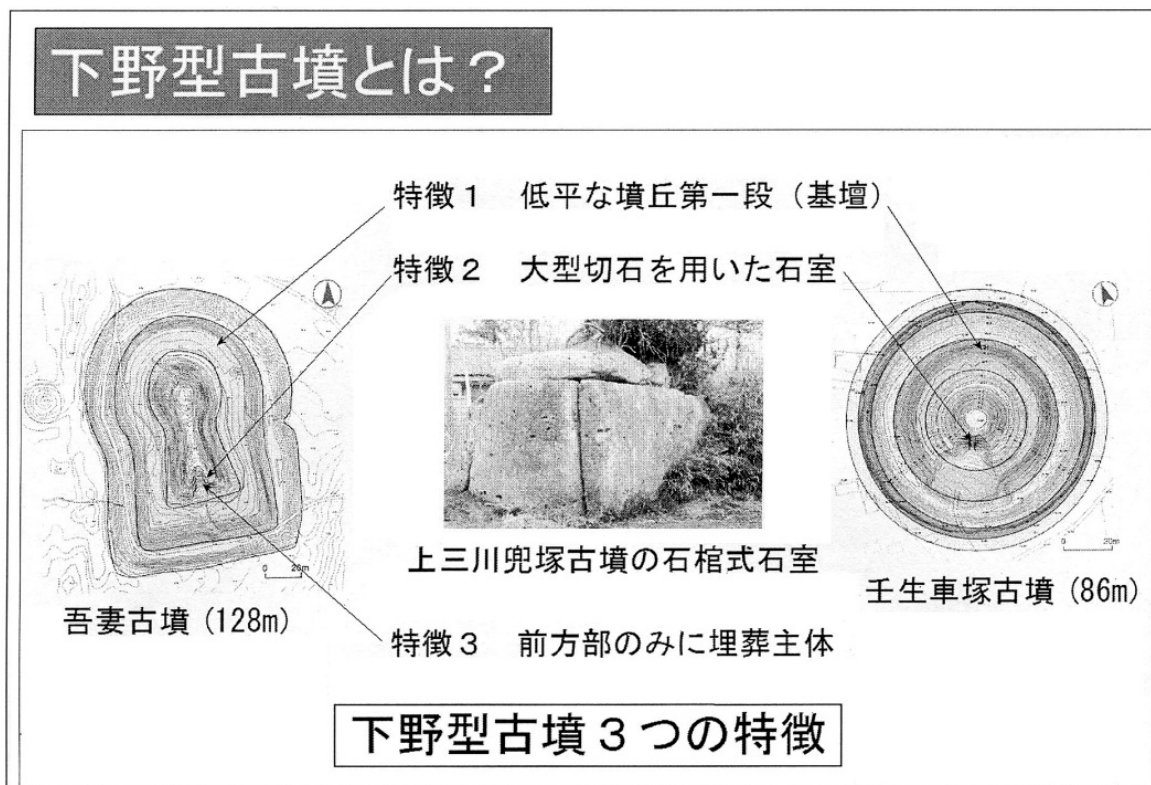 下野型古墳とは？
特徴１　低平な墳丘第一段（基壇）
特徴２　大型切石を用いた石室
0 20m
0 20m
上三川兜塚古墳の石棺式石室
吾妻古墳 (128m)
壬生車塚古墳 (86m)
特徴３　前方部のみに埋葬主体
下野型古墳３つの特徴